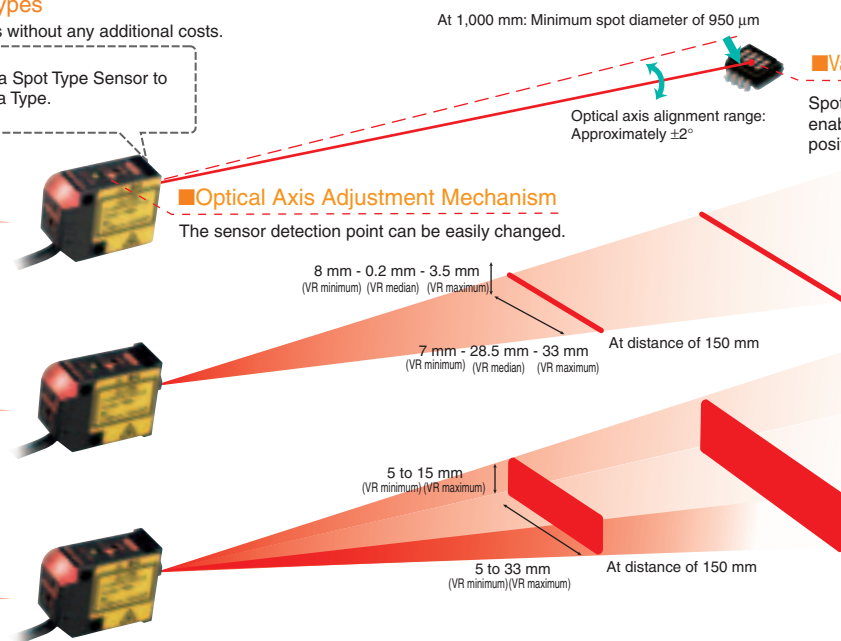 ypes
s without any additional costs.
a Spot Type Sensor to
a Type.
At 1,000 mm: Minimum spot diameter of 950 μm
■Va
Optical axis alignment range:
Approximately ±2°
Spot
enab
posit
■Optical Axis Adjustment Mechanism
The sensor detection point can be easily changed.
8 mm - 0.2 mm - 3.5 mm
(VR minimum) (VR median) (VR maximum)
7 mm - 28.5 mm - 33 mm
(VR minimum) (VR median) (VR maximum)
At distance of 150 mm
5 to 15 mm
(VR minimum) (VR maximum)
5 to 33 mm
(VR minimum)(VR maximum)
At distance of 150 mm